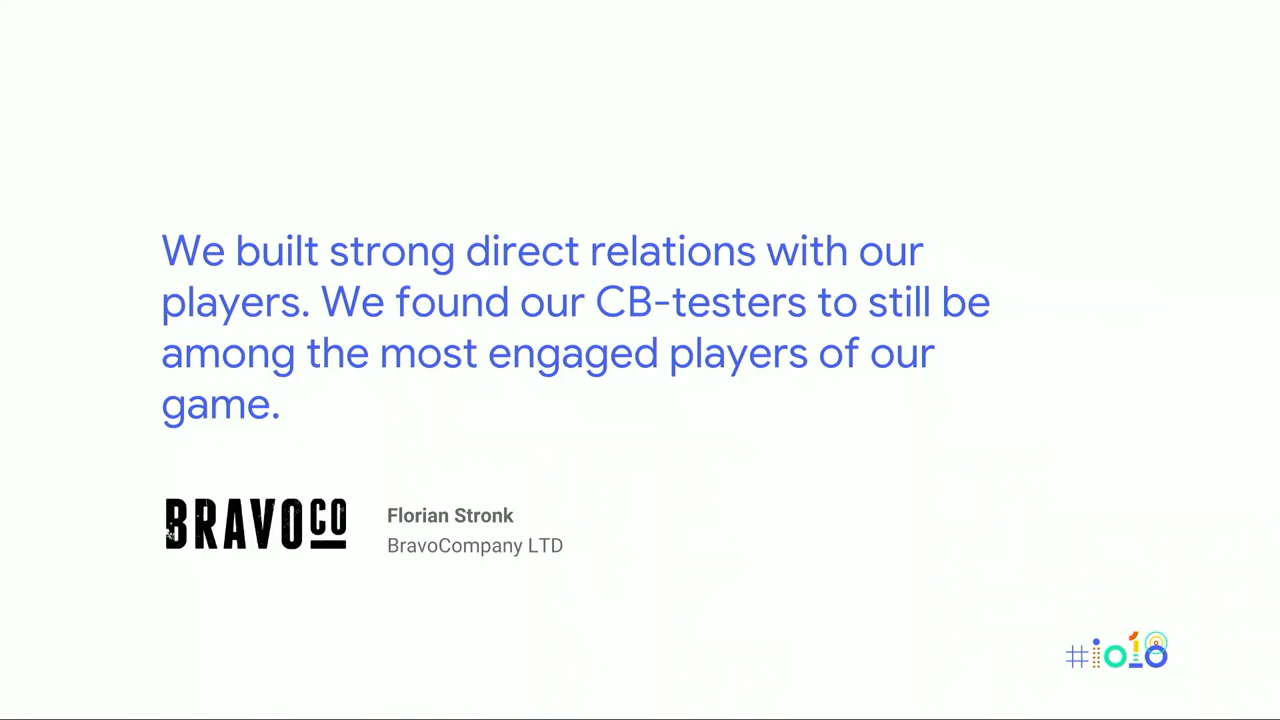 We built strong direct relations with our
players. We found our CB-testers to still be
among the most engaged players of our
game.
BRAVOCO
Florian Stronk
BravoCompany LTD
#io18